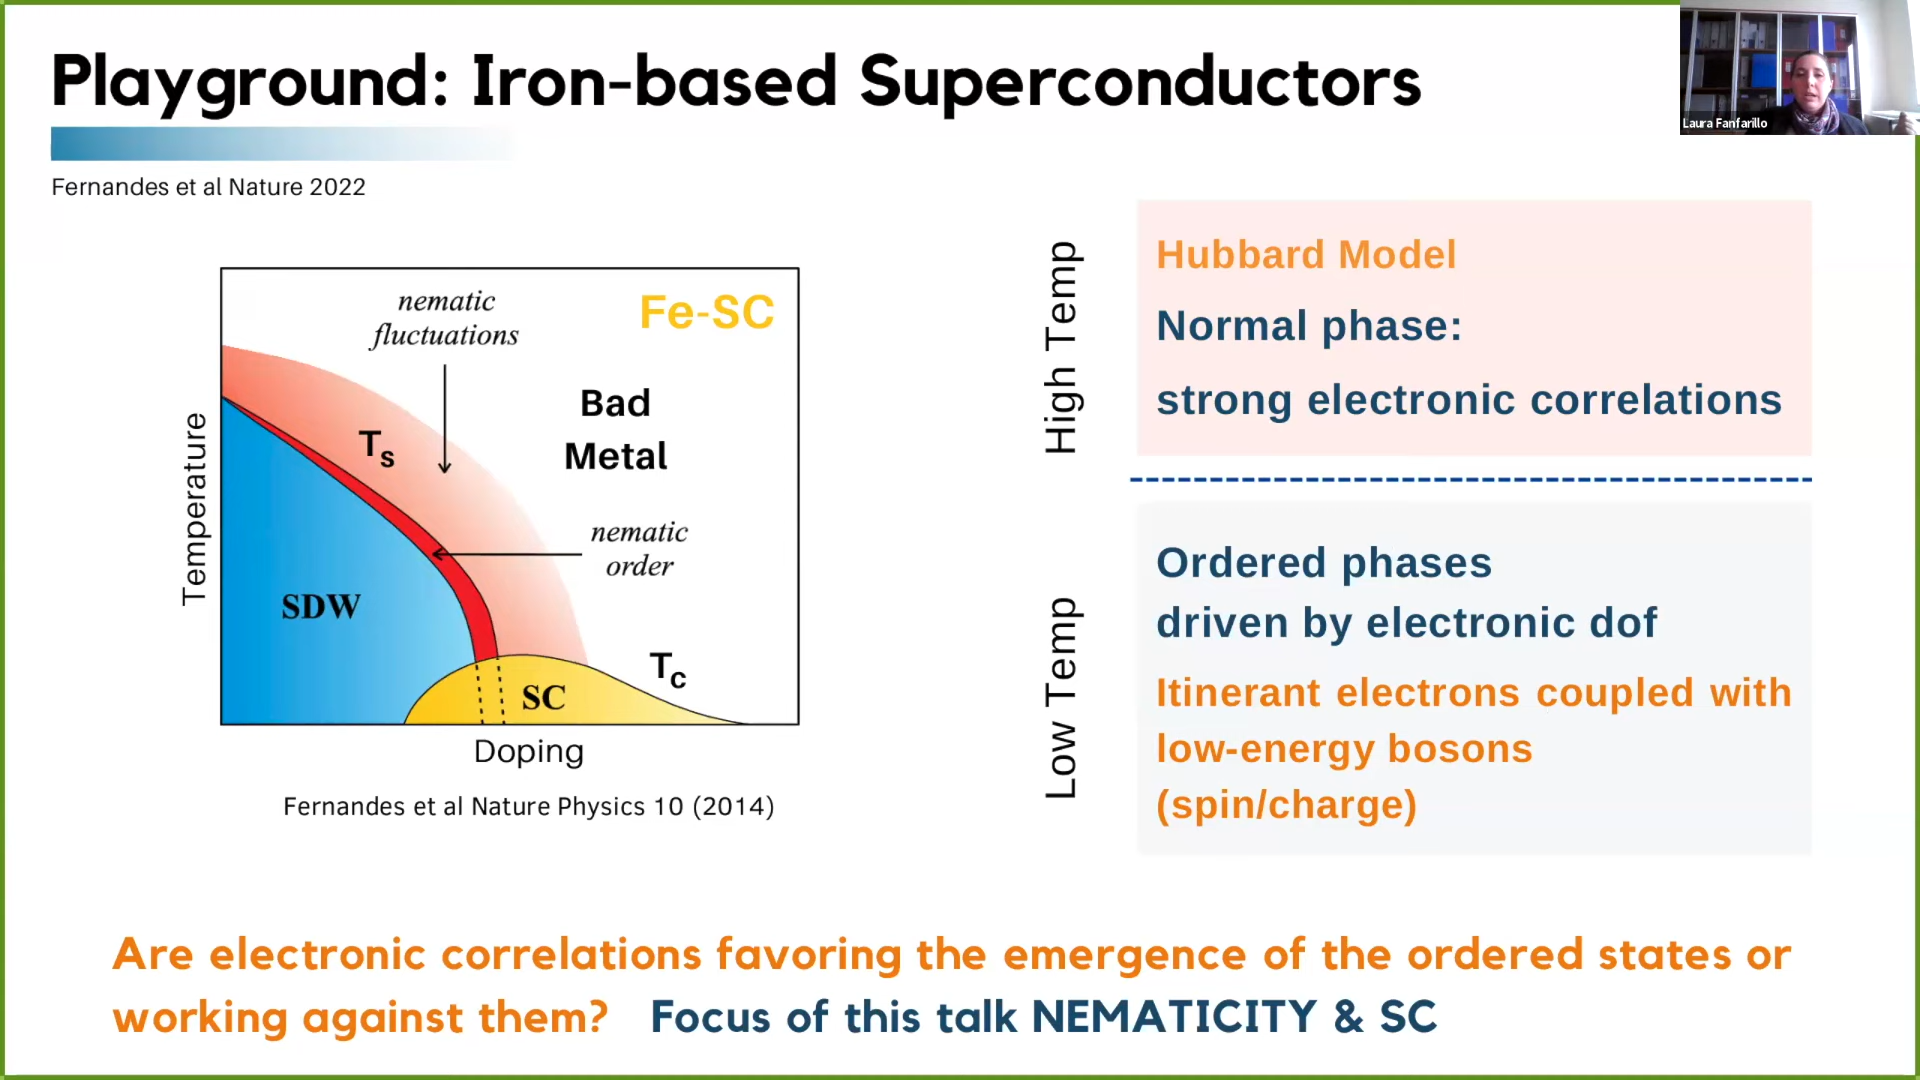 Playground: Iron-based Superconductors
Laura Fanfarillo
Fernandes et al Nature 2022
nematic
fluctuations
Fe-SC
Bad
Metal
Ts
nematic
order
SDW
Tc
SC
Temperature
Doping
Fernandes et al Nature Physics 10 (2014)
High Temp
Hubbard Model
Normal phase:
strong electronic correlations
Low Temp
Ordered phases
driven by electronic dof
Itinerant electrons coupled with
low-energy bosons
(spin/charge)
Are electronic correlations favoring the emergence of the ordered states or
working against them? Focus of this talk NEMATICITY & SC